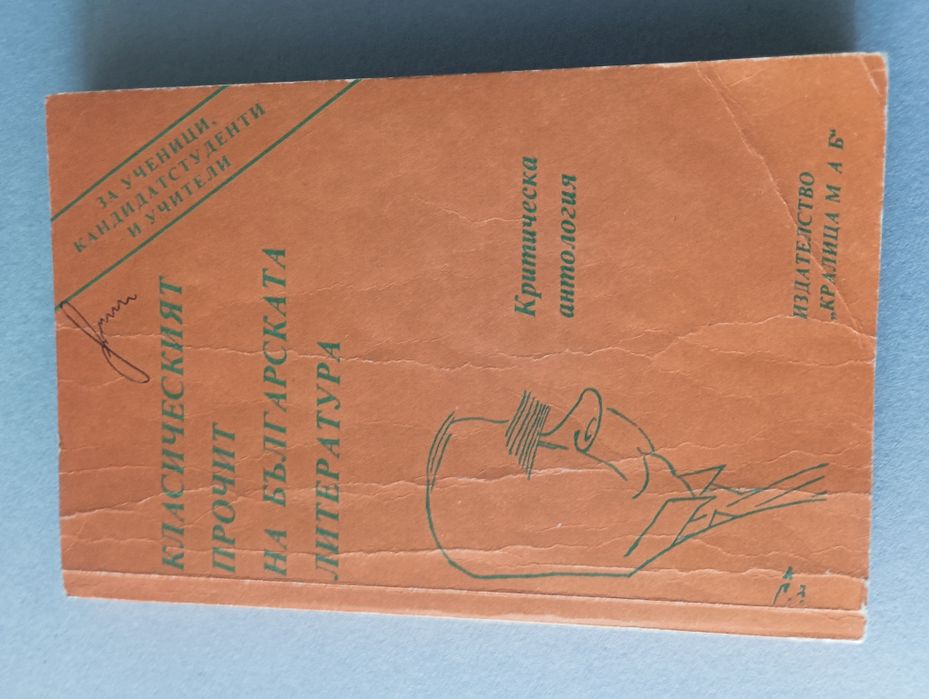 ЗА УЧЕНИЦИ,
КАНДИДАТСТУДЕНТИ
И УЧИТЕЛИ
КЛАСИЧЕСКИЯТ
ПРОЧИТ
НА БЪЛГАРСКАТА
ЛИТЕРАТУРА
Критическа
антология
ИЗДАТЕЛСТВО
„КРАЛИЦА М А Б“